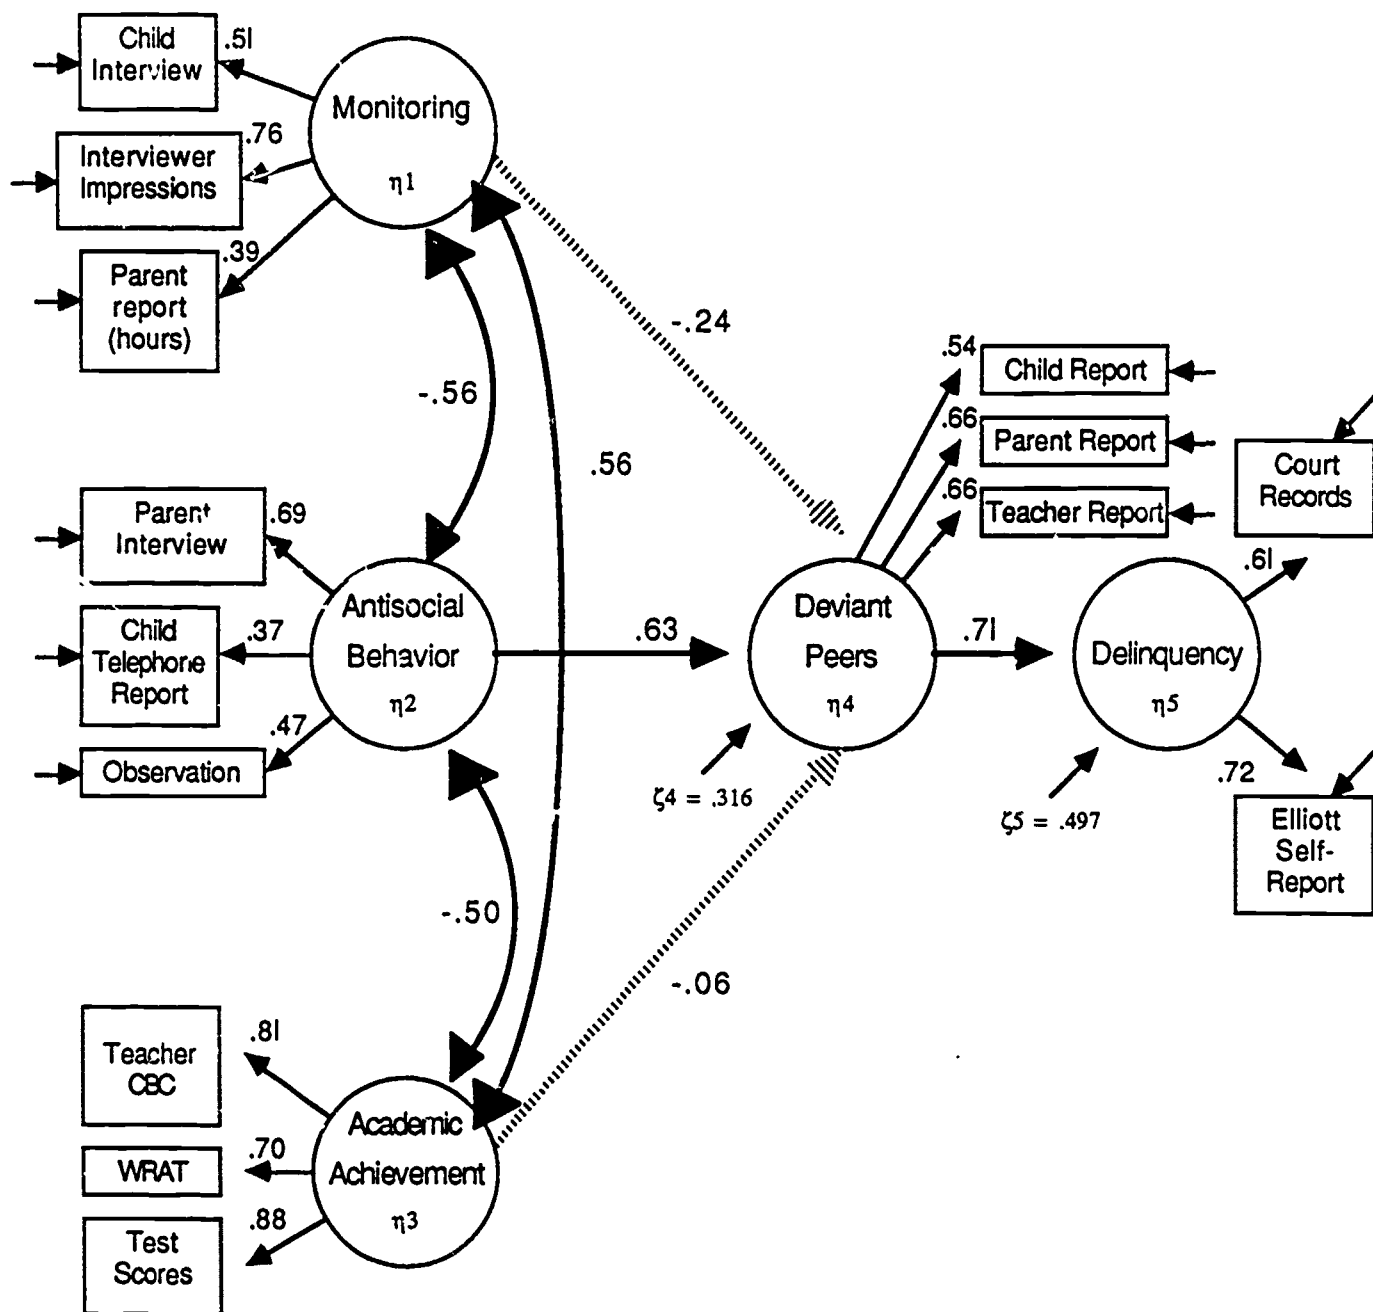 Child
Interview
.51
Monitoring
η1
Interviewer
Impressions
.76
Parent
report
(hours)
.39
-.24
-.56
.56
.54
Child Report
.66
Parent Report
.66
Teacher Report
Court
Records
.61
Parent
Interview
.69
Antisocial
Behavior
η2
Child
Telephone
Report
.37
Observation
.47
.63
Deviant
Peers
η4
.71
Delinquency
η5
ζ4 = .316
ζ5 = .497
.72
Elliott
Self-
Report
-.50
-.06
Teacher
CBC
.81
Academic
Achievement
η3
WRAT
.70
Test
Scores
.88